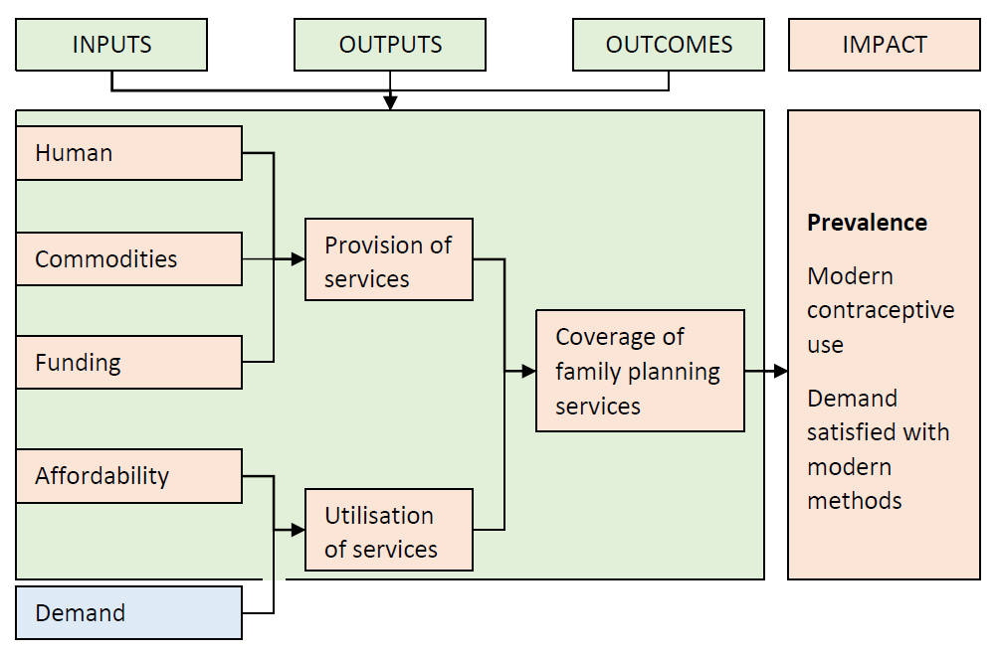 INPUTS
OUTPUTS
OUTCOMES
IMPACT
Human
Commodities
Funding
Affordability
Demand
Provision of
services
Utilisation
of services
Coverage of
family planning
services
Prevalence
Modern
contraceptive
use
Demand
satisfied with
modern
methods